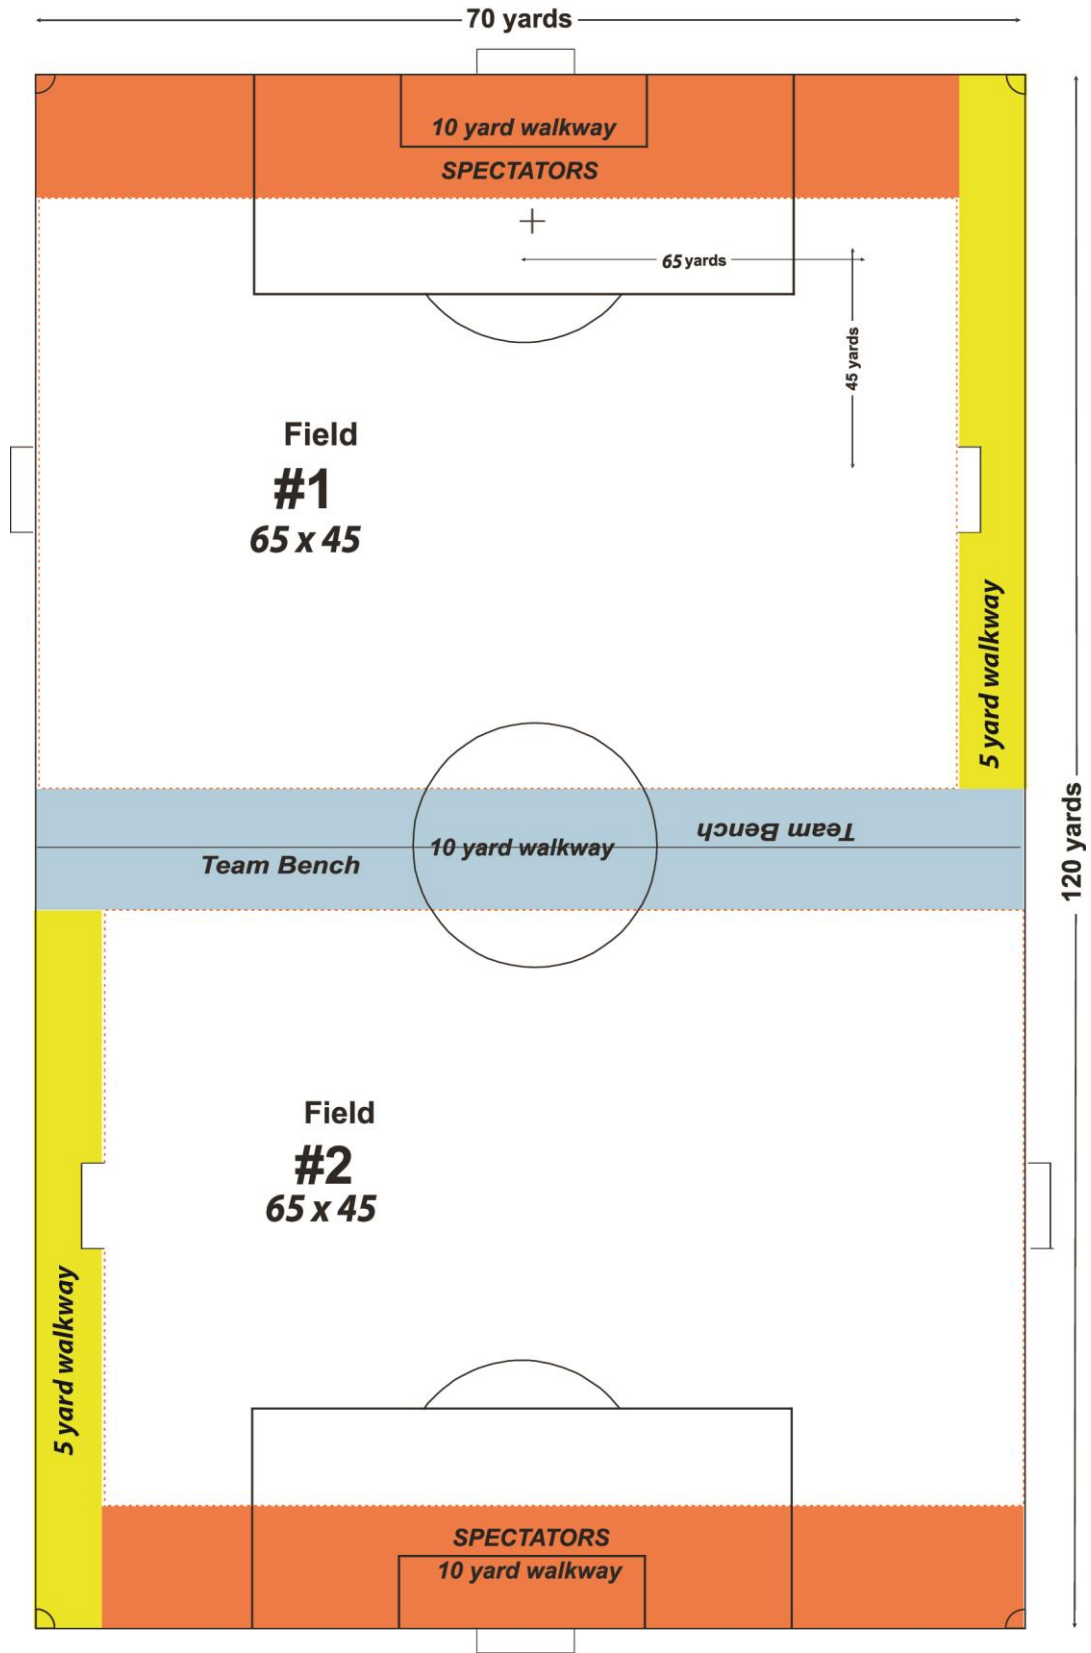 70 yards
10 yard walkway
SPECTATORS
65 yards
45 yards
Field
#1
65 x 45
5 yard walkway
Team Bench
10 yard walkway
Team Bench
120 yards
Field
#2
65 x 45
5 yard walkway
SPECTATORS
10 yard walkway